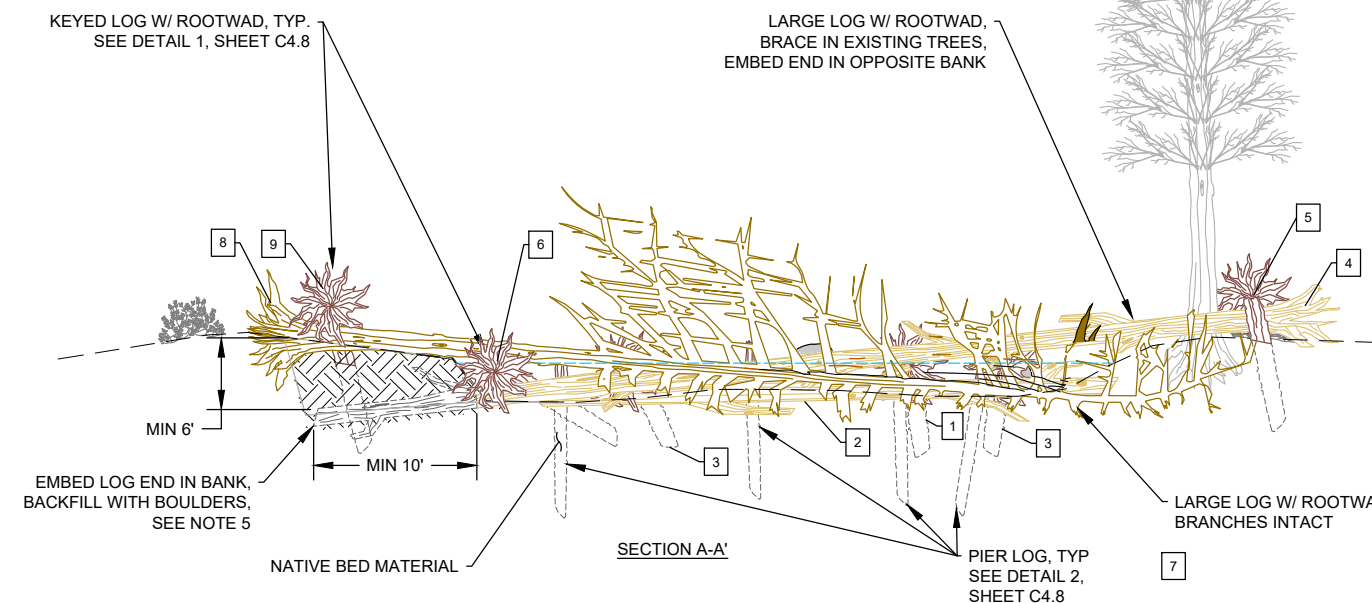 KEYED LOG W/ ROOTWAD, TYP.
SEE DETAIL 1, SHEET C4.8
LARGE LOG W/ ROOTWAD,
BRACE IN EXISTING TREES,
EMBED END IN OPPOSITE BANK
8
9
6
5
4
MIN 6'
MIN 10'
3
2
1
3
EMBED LOG END IN BANK,
BACKFILL WITH BOULDERS,
SEE NOTE 5
NATIVE BED MATERIAL
SECTION A-A'
PIER LOG, TYP
SEE DETAIL 2,
SHEET C4.8
LARGE LOG W/
BRANCHES INTACT
7